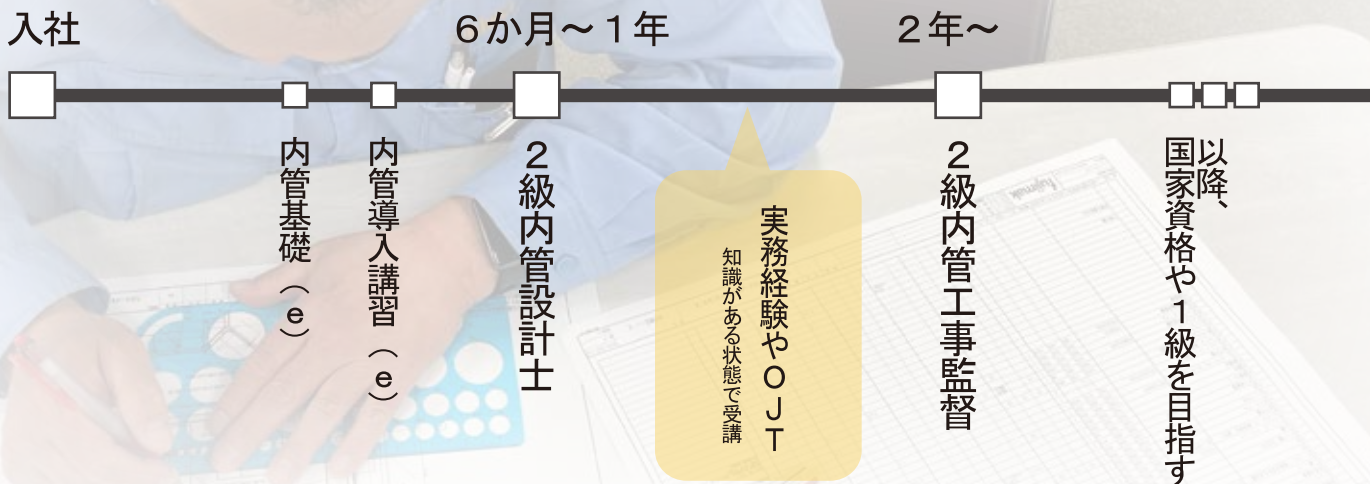 入社
6か月～1年
2年～
内管基礎（e）
内管導入講習（e）
2級内管設計士
実務経験やOJT
知識がある状態で受講
2級内管工事監督
以降、
国家資格や1級を目指す